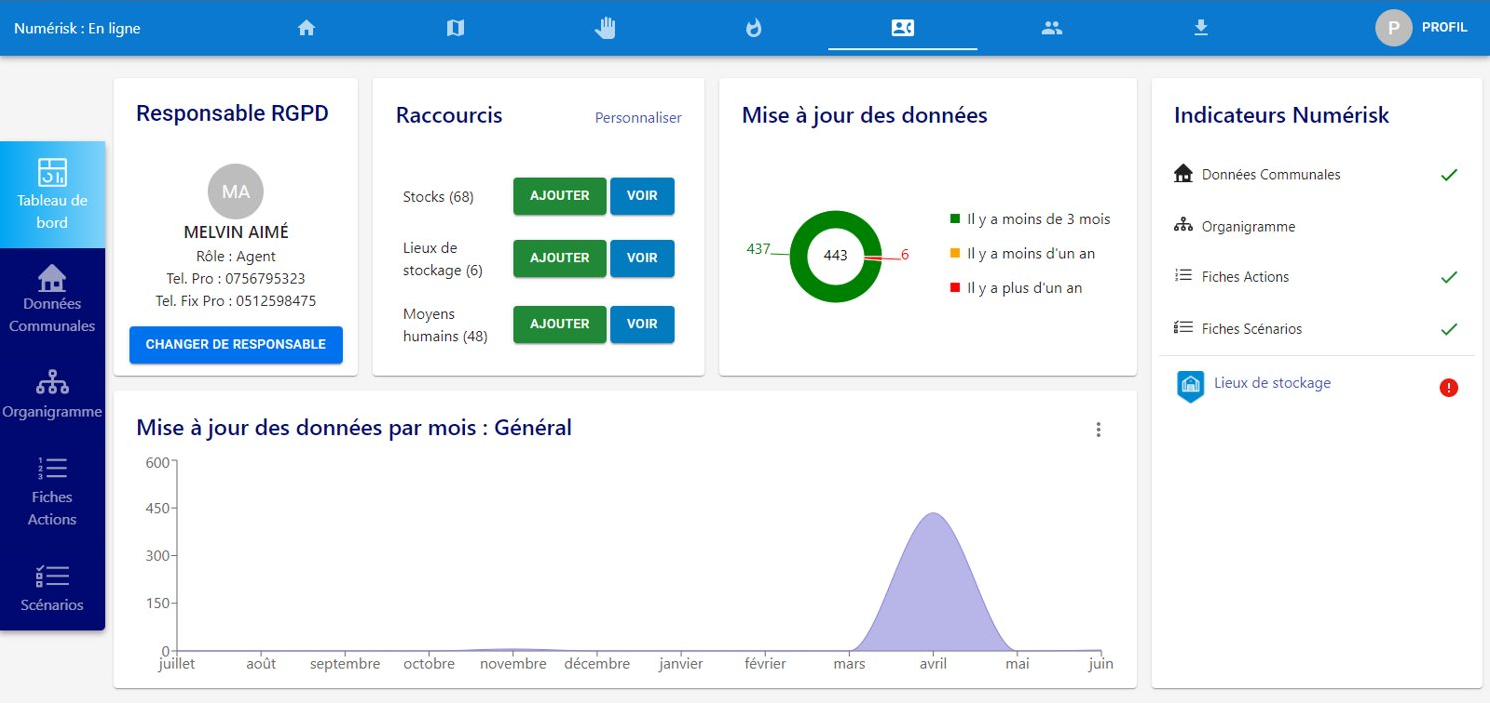 Numérisk : En ligne
P
PROFIL
Tableau de
bord
Données
Communales
Organigramme
1
2
3
Fiches
Actions
Scénarios
Responsable RGPD
MA
MELVIN AIMÉ
Rôle : Agent
Tel. Pro : 0756795323
Tel. Fix Pro : 0512598475
CHANGER DE RESPONSABLE
Raccourcis
Personnaliser
Stocks (68)
AJOUTER
VOIR
Lieux de
stockage (6)
AJOUTER
VOIR
Moyens
humains (48)
AJOUTER
VOIR
Mise à jour des données
437
443
6
Il y a moins de 3 mois
Il y a moins d'un an
Il y a plus d'un an
Indicateurs Numérisk
Données Communales
Organigramme
Fiches Actions
Fiches Scénarios
Lieux de stockage
!
Mise à jour des données par mois : Général
600
450
300
150
0
juillet août septembre octobre novembre décembre janvier février mars avril mai juin